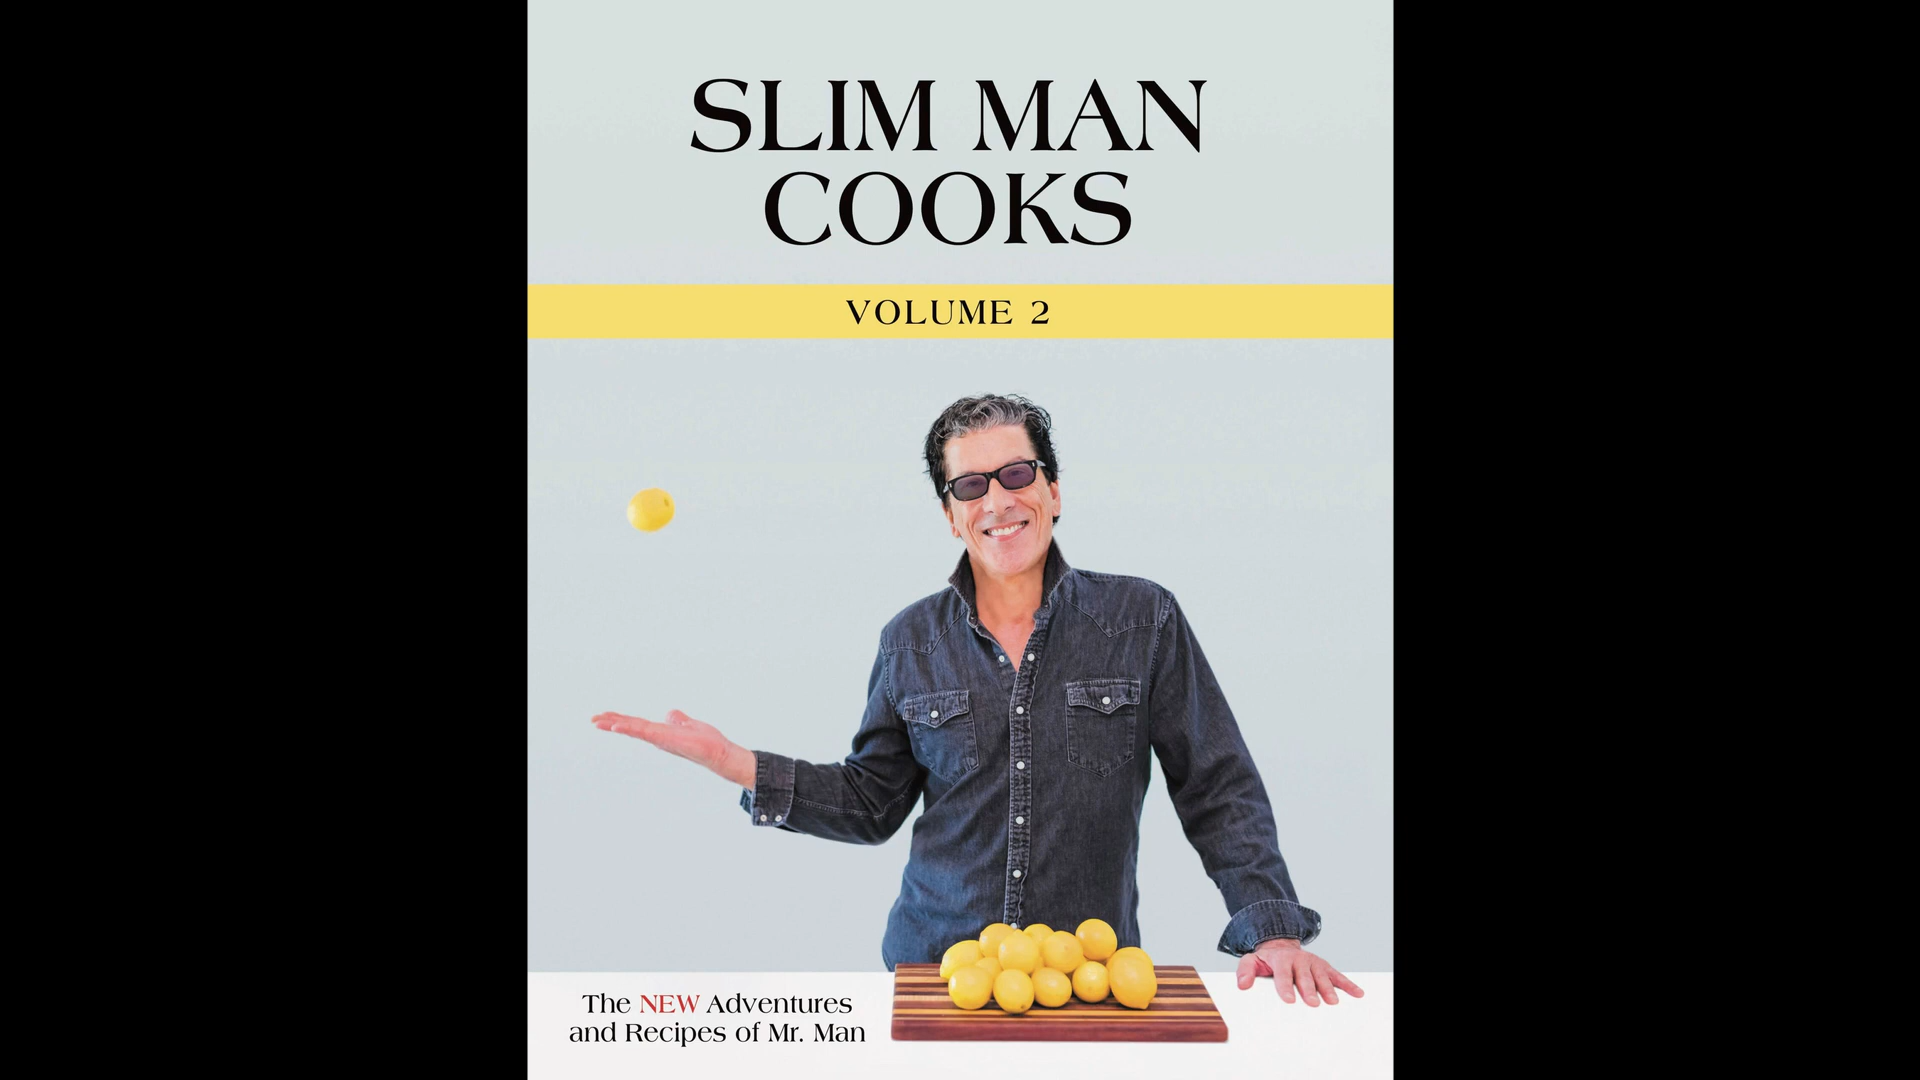 SLIM MAN
COOKS
VOLUME 2
The NEW Adventures
and Recipes of Mr. Man